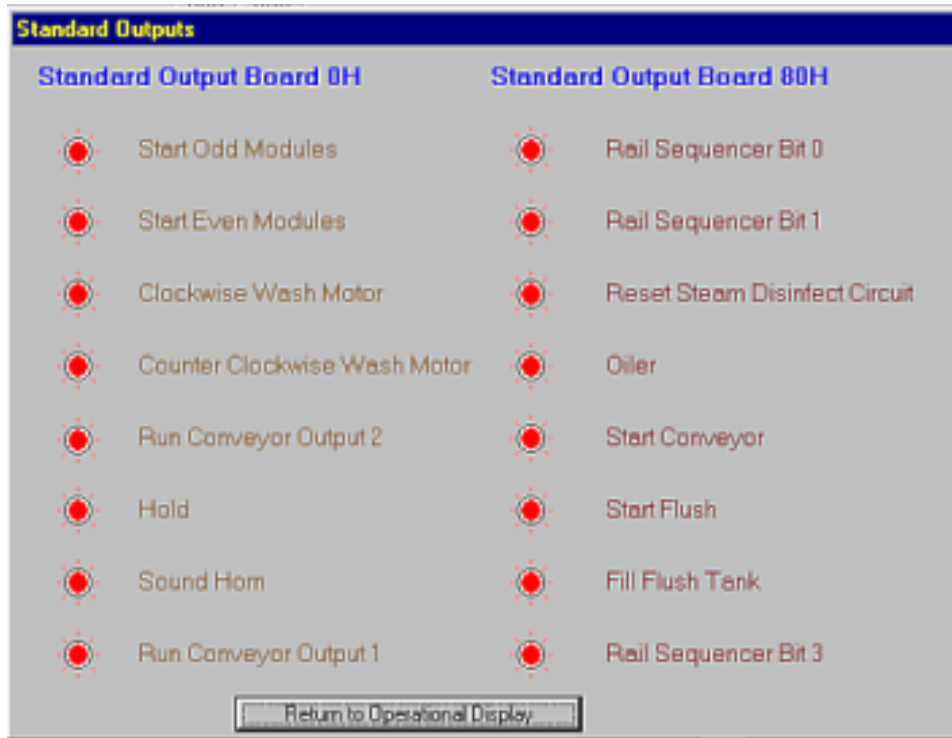 Standard Outputs
Standard Output Board 0H
Start Odd Modules
Start Even Modules
Clockwise Wash Motor
Counter Clockwise Wash Motor
Run Conveyor Output 2
Hold
Sound Horn
Run Conveyor Output 1
Standard Output Board 80H
Rail Sequencer Bit 0
Rail Sequencer Bit 1
Reset Steam Disinfect Circuit
Oiler
Start Conveyor
Start Flush
Fill Flush Tank
Rail Sequencer Bit 3
Return to Operational Display